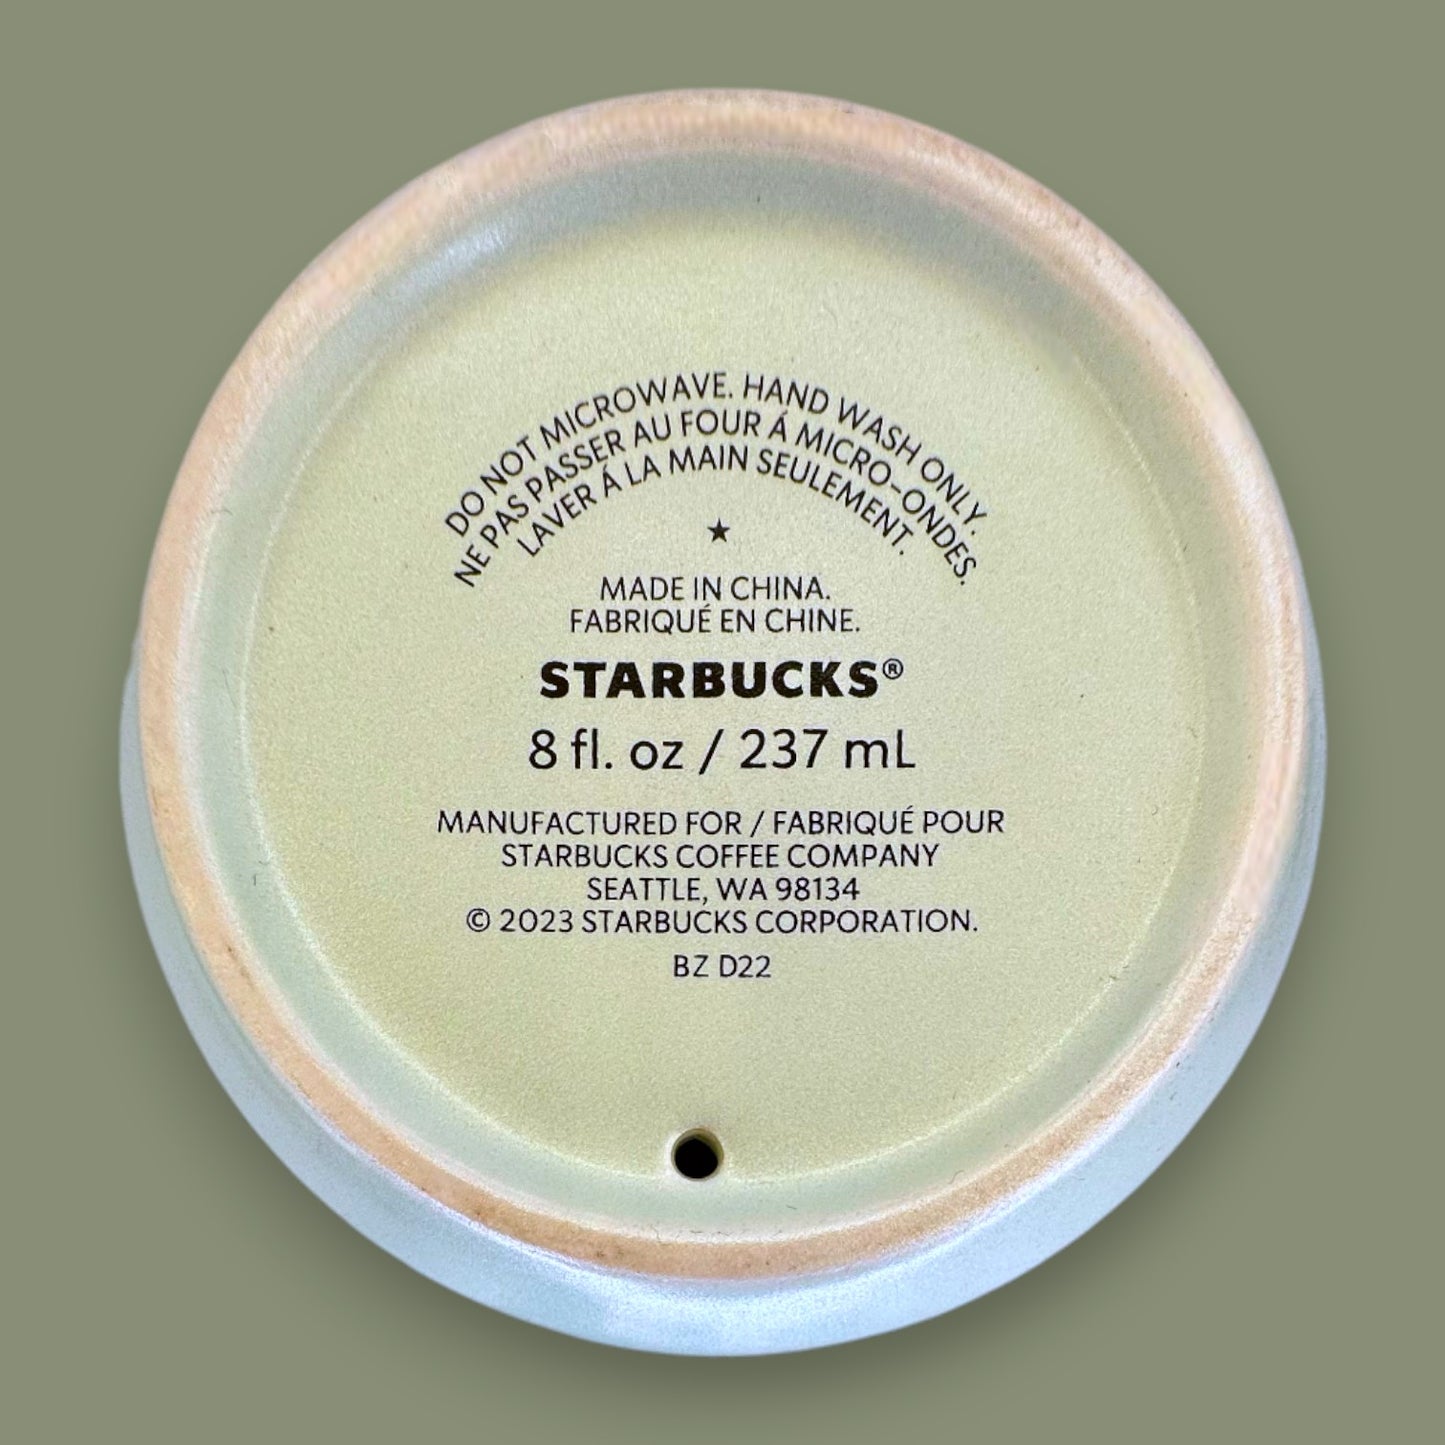 DO NOT MICROWAVE. HAND WASH ONLY.
NE PAS PASSER AU FOUR Á MICRO-ONDES.
LAVER Á LA MAIN SEULEMENT.
MADE IN CHINA.
FABRIQUÉ EN CHINE.
STARBUCKS®
8 fl. oz / 237 mL
MANUFACTURED FOR / FABRIQUÉ POUR
STARBUCKS COFFEE COMPANY
SEATTLE, WA 98134
© 2023 STARBUCKS CORPORATION.
BZ D22